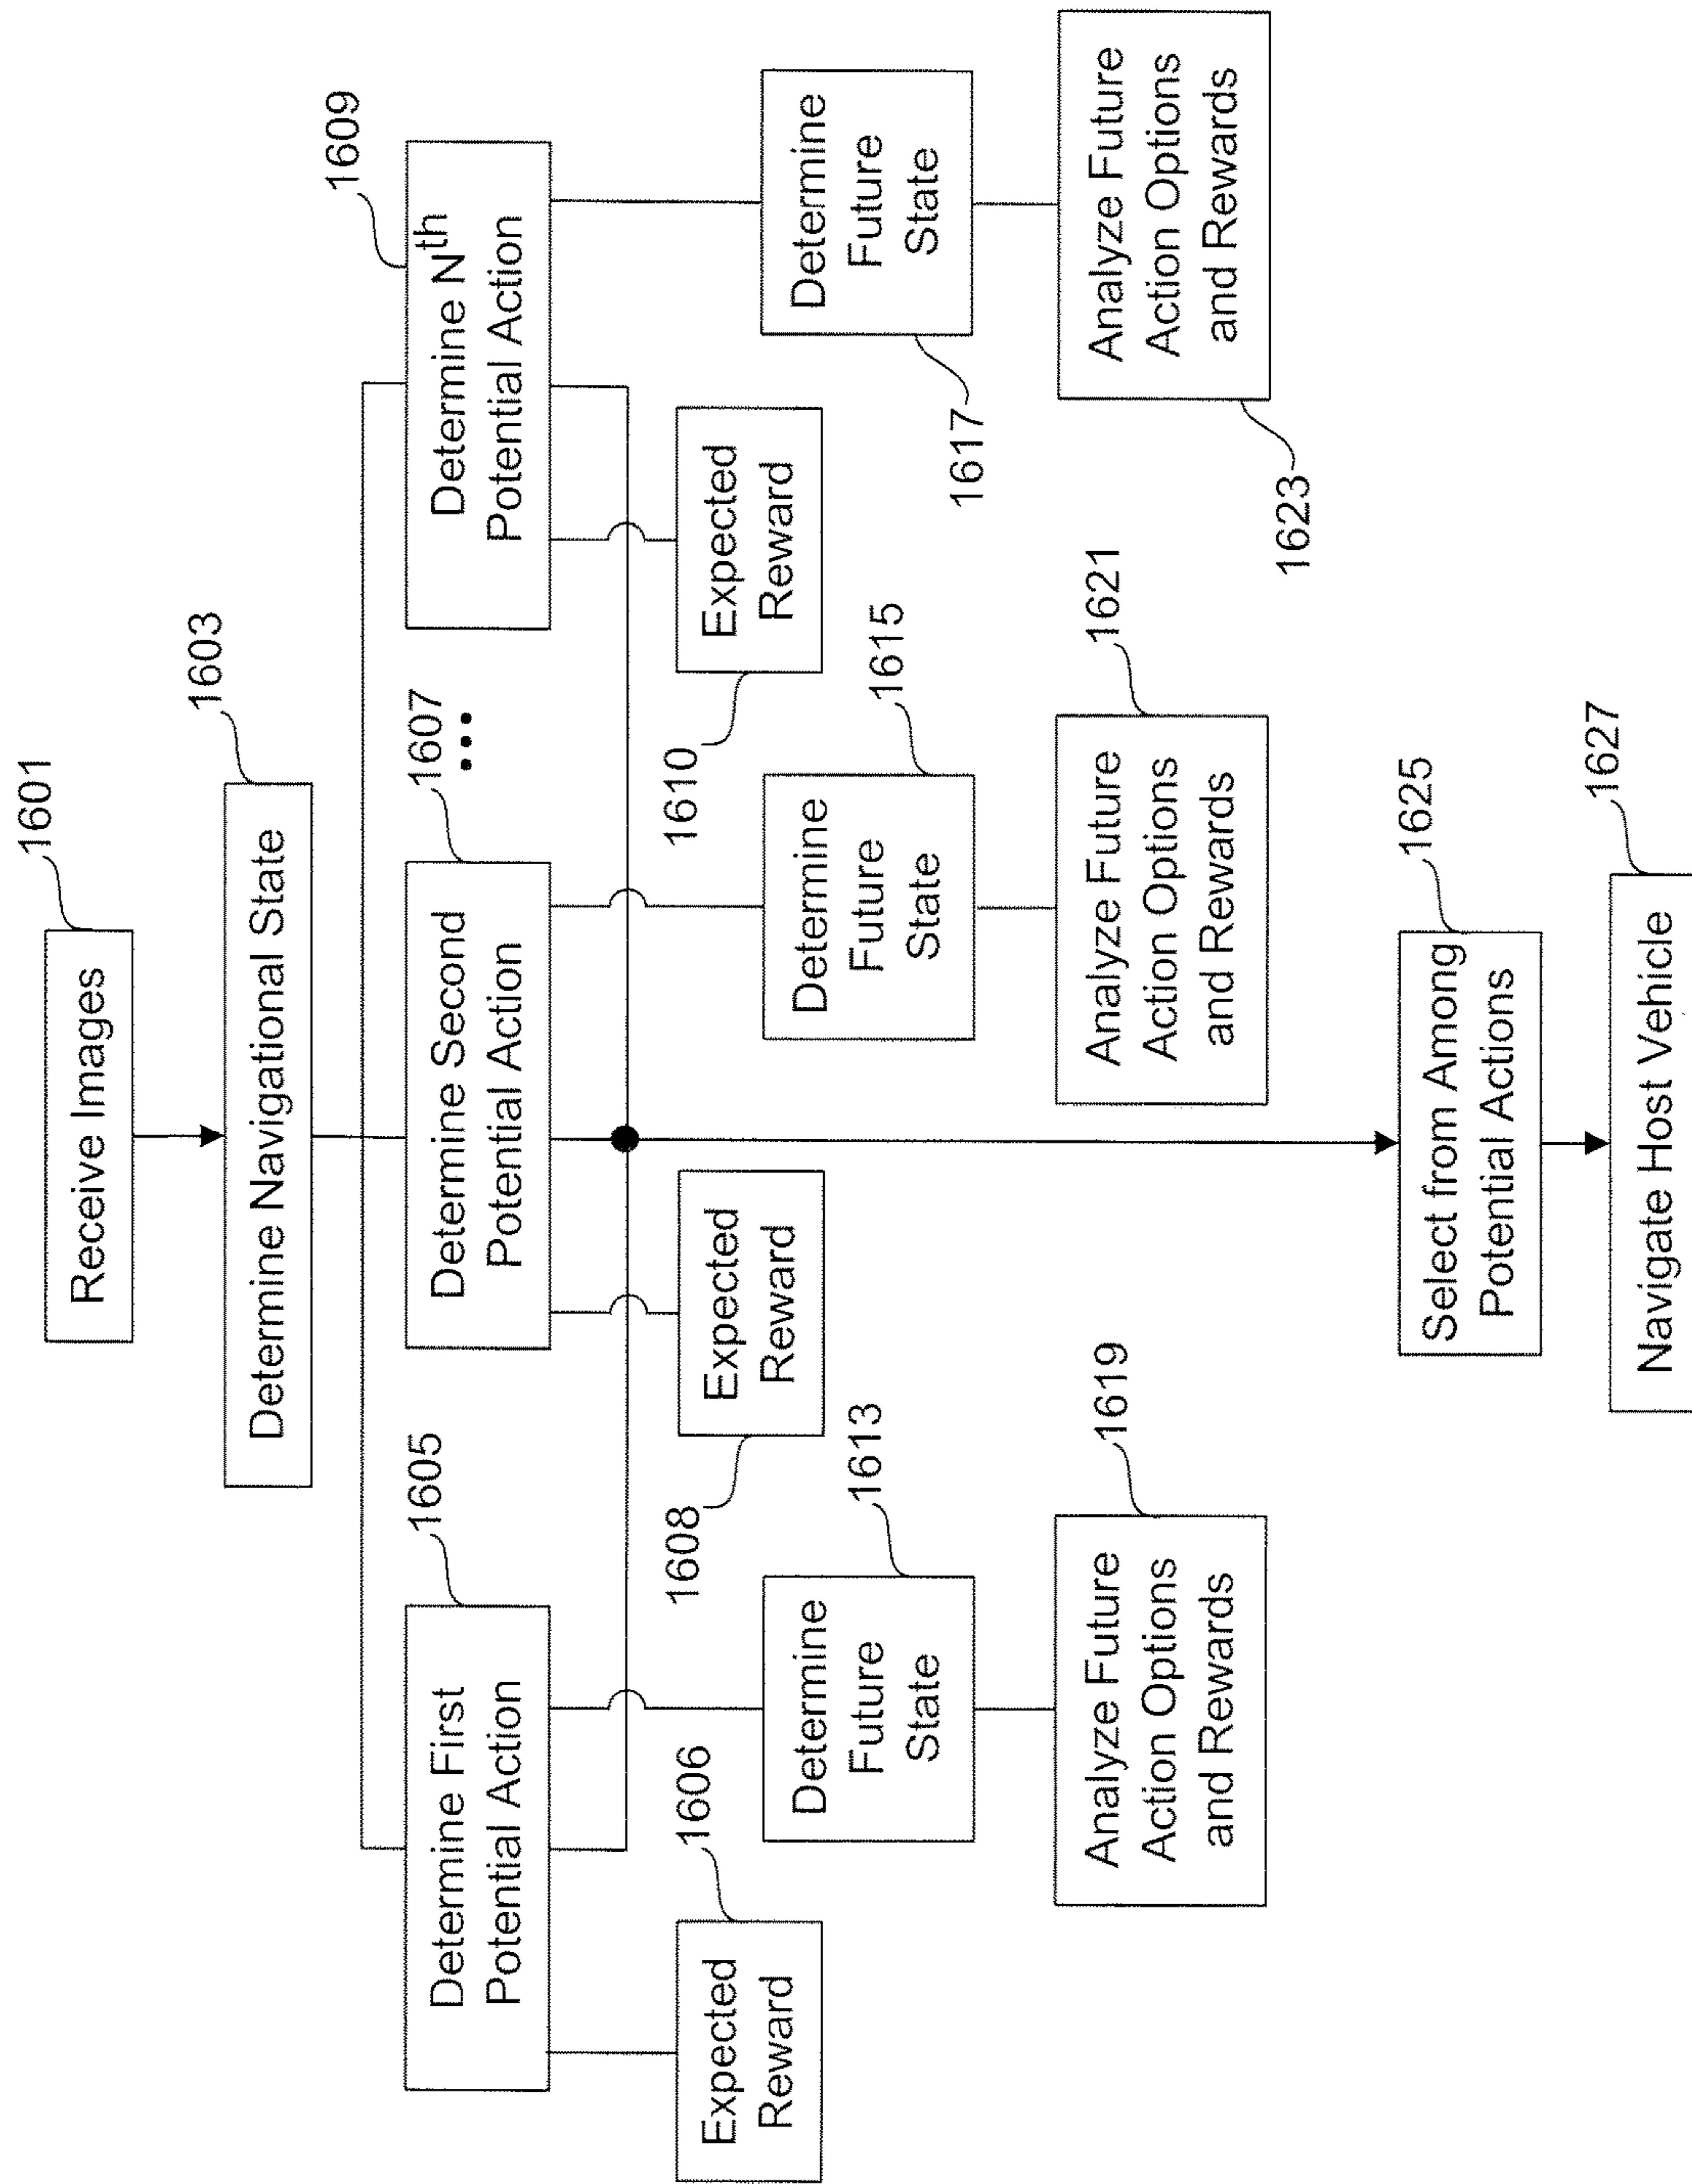 1601
Receive Images
1603
Determine Navigational State
1605
Determine First
Potential Action
1607
Determine Second
Potential Action
...
1609
Determine Nth
Potential Action
1606
Expected
Reward
1608
Expected
Reward
1610
Expected
Reward
1613
Determine
Future
State
1615
Determine
Future
State
1617
Determine
Future
State
1619
Analyze Future
Action Options
and Rewards
1621
Analyze Future
Action Options
and Rewards
1623
Analyze Future
Action Options
and Rewards
1625
Select from Among
Potential Actions
1627
Navigate Host Vehicle